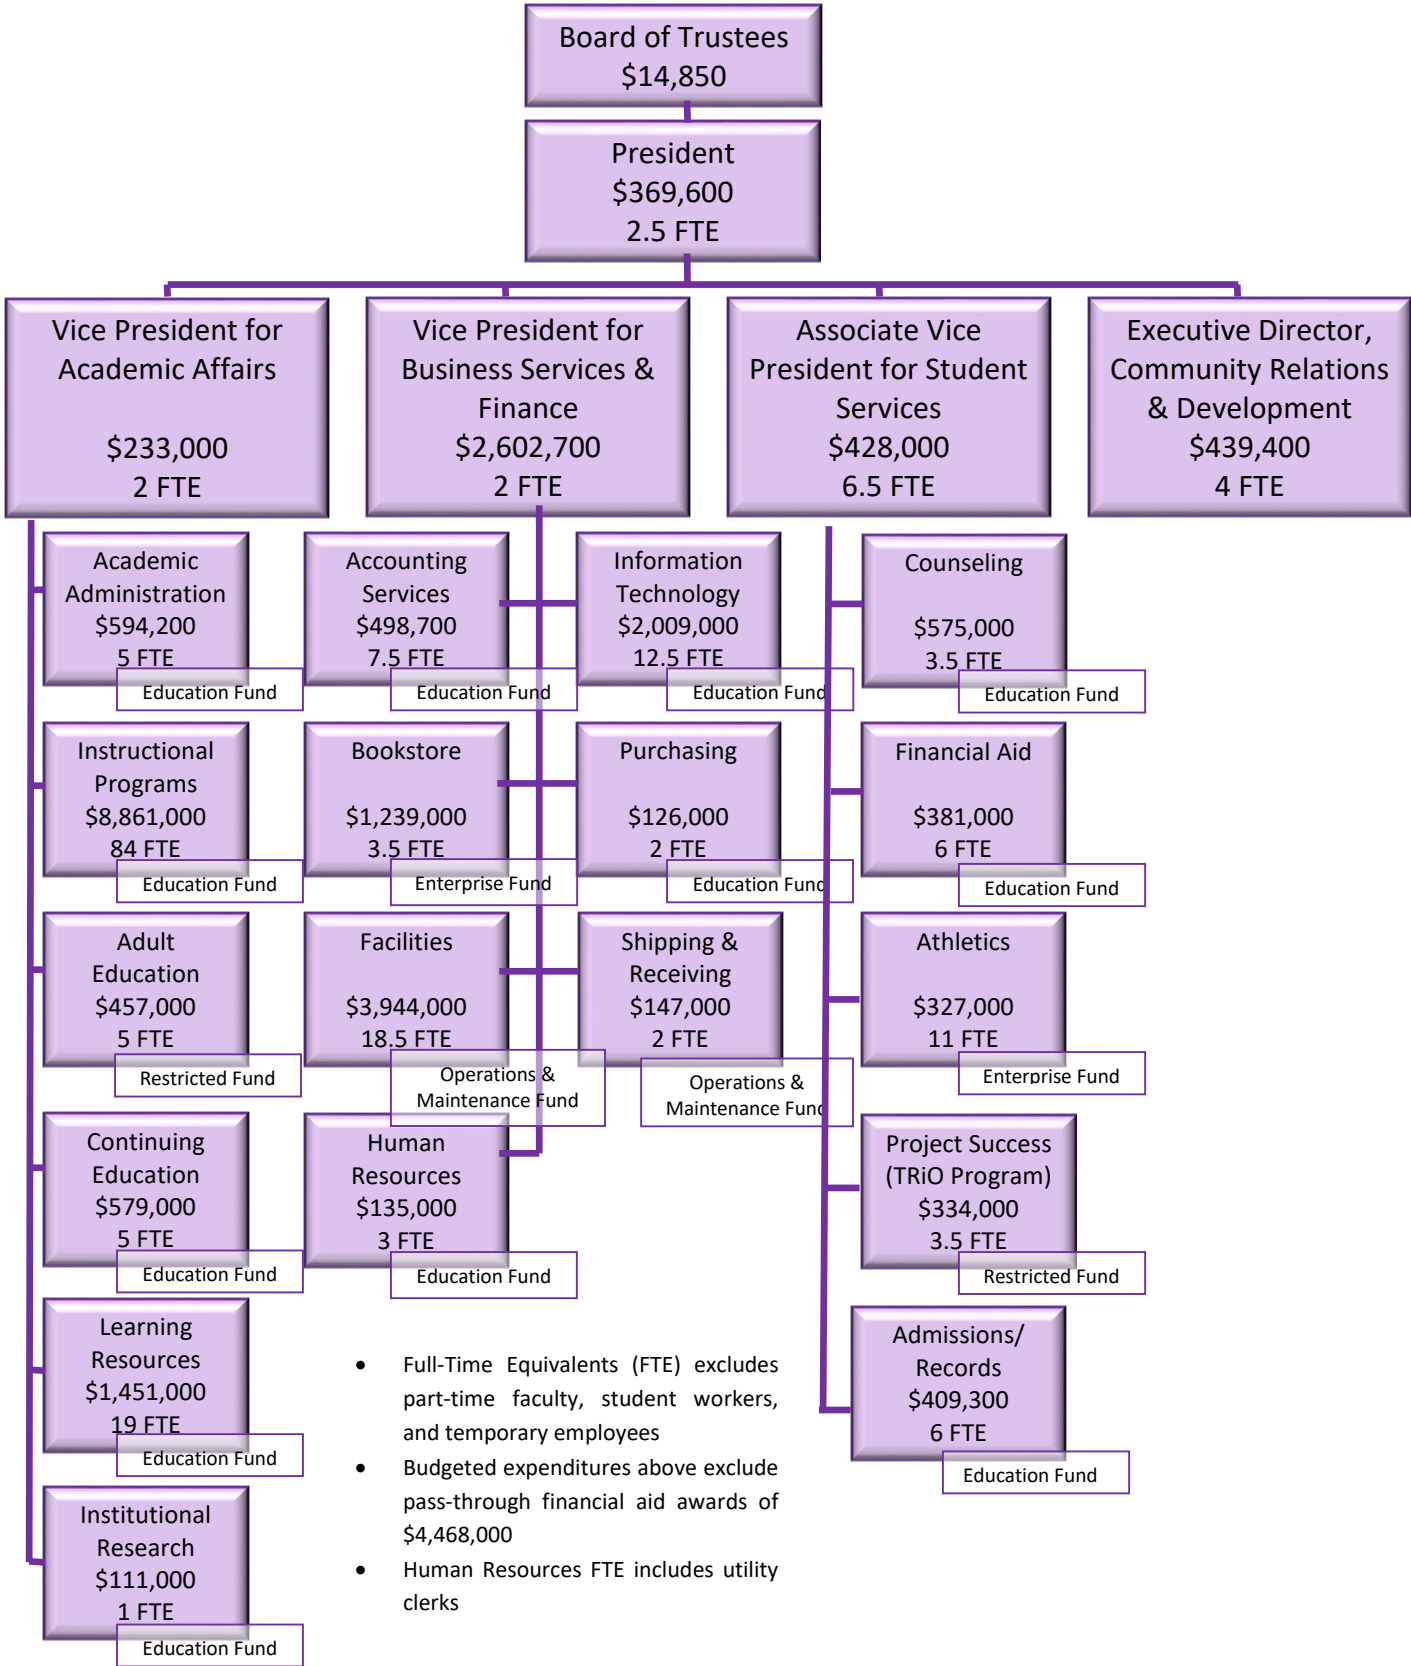 Board of Trustees
$14,850
President
$369,600
2.5 FTE
Vice President for
Academic Affairs
$233,000
2 FTE
Vice President for
Business Services &
Finance
$2,602,700
2 FTE
Associate Vice
President for Student
Services
$428,000
6.5 FTE
Executive Director,
Community Relations
& Development
$439,400
4 FTE
Academic
Administration
$594,200
5 FTE
Education Fund
Accounting
Services
$498,700
7.5 FTE
Education Fund
Information
Technology
$2,009,000
12.5 FTE
Education Fund
Counseling
$575,000
3.5 FTE
Education Fund
Instructional
Programs
$8,861,000
84 FTE
Education Fund
Bookstore
$1,239,000
3.5 FTE
Enterprise Fund
Purchasing
$126,000
2 FTE
Education Fund
Financial Aid
$381,000
6 FTE
Education Fund
Adult
Education
$457,000
5 FTE
Restricted Fund
Facilities
$3,944,000
18.5 FTE
Operations &
Maintenance Fund
Shipping &
Receiving
$147,000
2 FTE
Operations &
Maintenance Fund
Athletics
$327,000
11 FTE
Enterprise Fund
Continuing
Education
$579,000
5 FTE
Education Fund
Human
Resources
$135,000
3 FTE
Education Fund
Project Success
(TRiO Program)
$334,000
3.5 FTE
Restricted Fund
Learning
Resources
$1,451,000
19 FTE
Education Fund
Admissions/
Records
$409,300
6 FTE
Education Fund
Institutional
Research
$111,000
1 FTE
Education Fund
• Full-Time Equivalents (FTE) excludes
part-time faculty, student workers,
and temporary employees
• Budgeted expenditures above exclude
pass-through financial aid awards of
$4,468,000
• Human Resources FTE includes utility
clerks